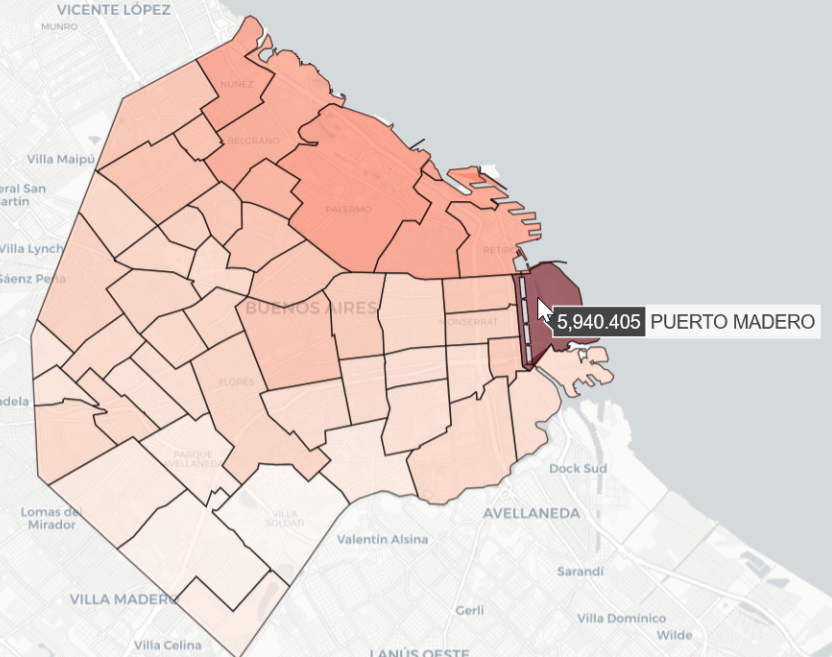 VICENTE LÓPEZ
MUNRO
NUÑEZ
BELGRANO
Villa Maipú
eral San
artín
PALERMO
Villa Lynch
RETIRO
Sáenz Peña
BUENOS AIRES
MONSERRAT
5,940.405 PUERTO MADERO
FLORES
adela
PARQUE
AVELLANEDA
Dock Sud
Lomas del
Mirador
VILLA
SOLDATI
AVELLANEDA
Valentín Alsina
Sarandí
VILLA MADERO
Gerli
Villa Domínico
Wilde
Villa Celina
LANÚS OESTE